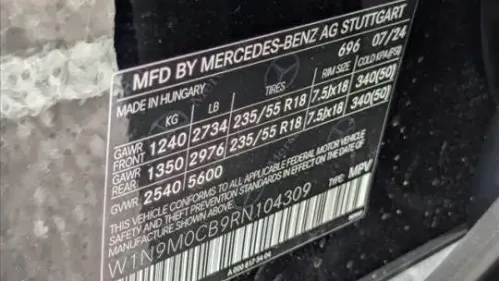 MFD BY MERCEDES-BENZ AG STUTTGART
696 07/24
MADE IN HUNGARY
KG LB TIRES RIM SIZE COLD KPA(PSI)
GAWR FRONT 1240 2734 235/55 R18 7.5Jx18 340(50)
GAWR REAR 1350 2976 235/55 R18 7.5Jx18 340(50)
GVWR 2540 5600
THIS VEHICLE CONFORMS TO ALL APPLICABLE FEDERAL MOTOR VEHICLE
SAFETY AND THEFT PREVENTION STANDARDS IN EFFECT ON THE DATE OF
MANUFACTURE SHOWN ABOVE.
W1N9M0CB9RN104309 TYPE: MPV